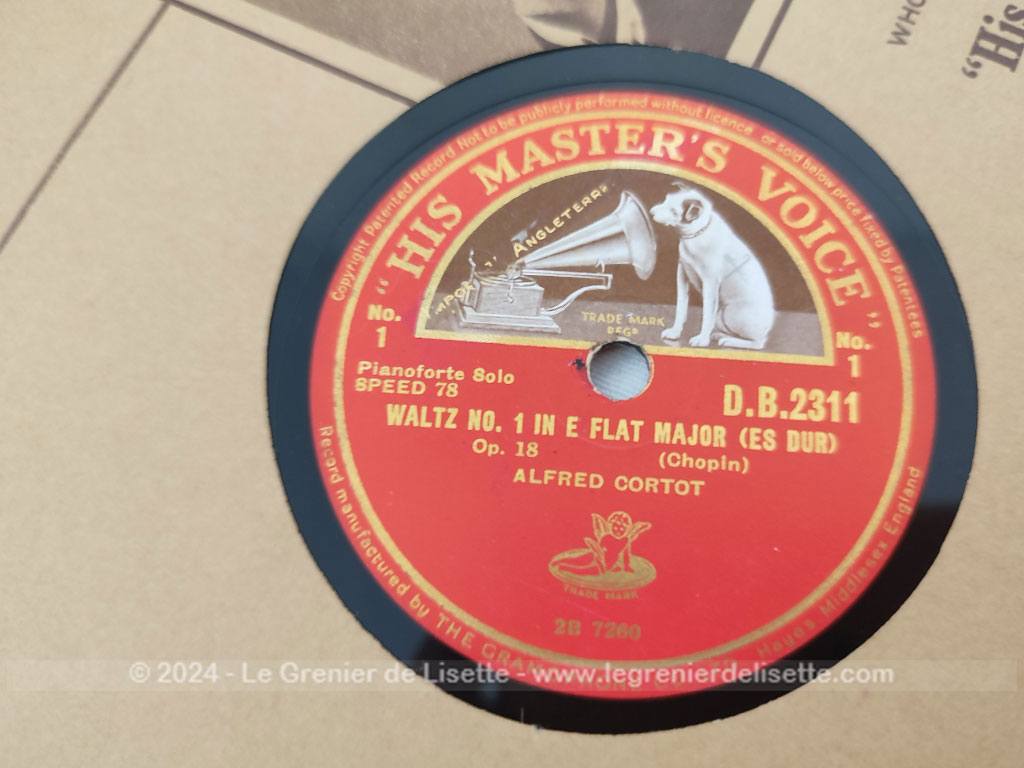 WHO
“His
Copyright Patented Record Not to be publicly performed without licence or sold below price fixed by Patentees
“HIS MASTER'S VOICE”
ANGLETERRE
TRADE MARK
REGD
No.
1
No.
1
Pianoforte Solo
SPEED 78
D.B.2311
WALTZ NO. 1 IN E FLAT MAJOR (ES DUR)
Op. 18 (Chopin)
ALFRED CORTOT
TRADE MARK
2B 7260
Record manufactured by THE Hayes Middlesex England
© 2024 - Le Grenier de Lisette - www.legrenierdelisette.com